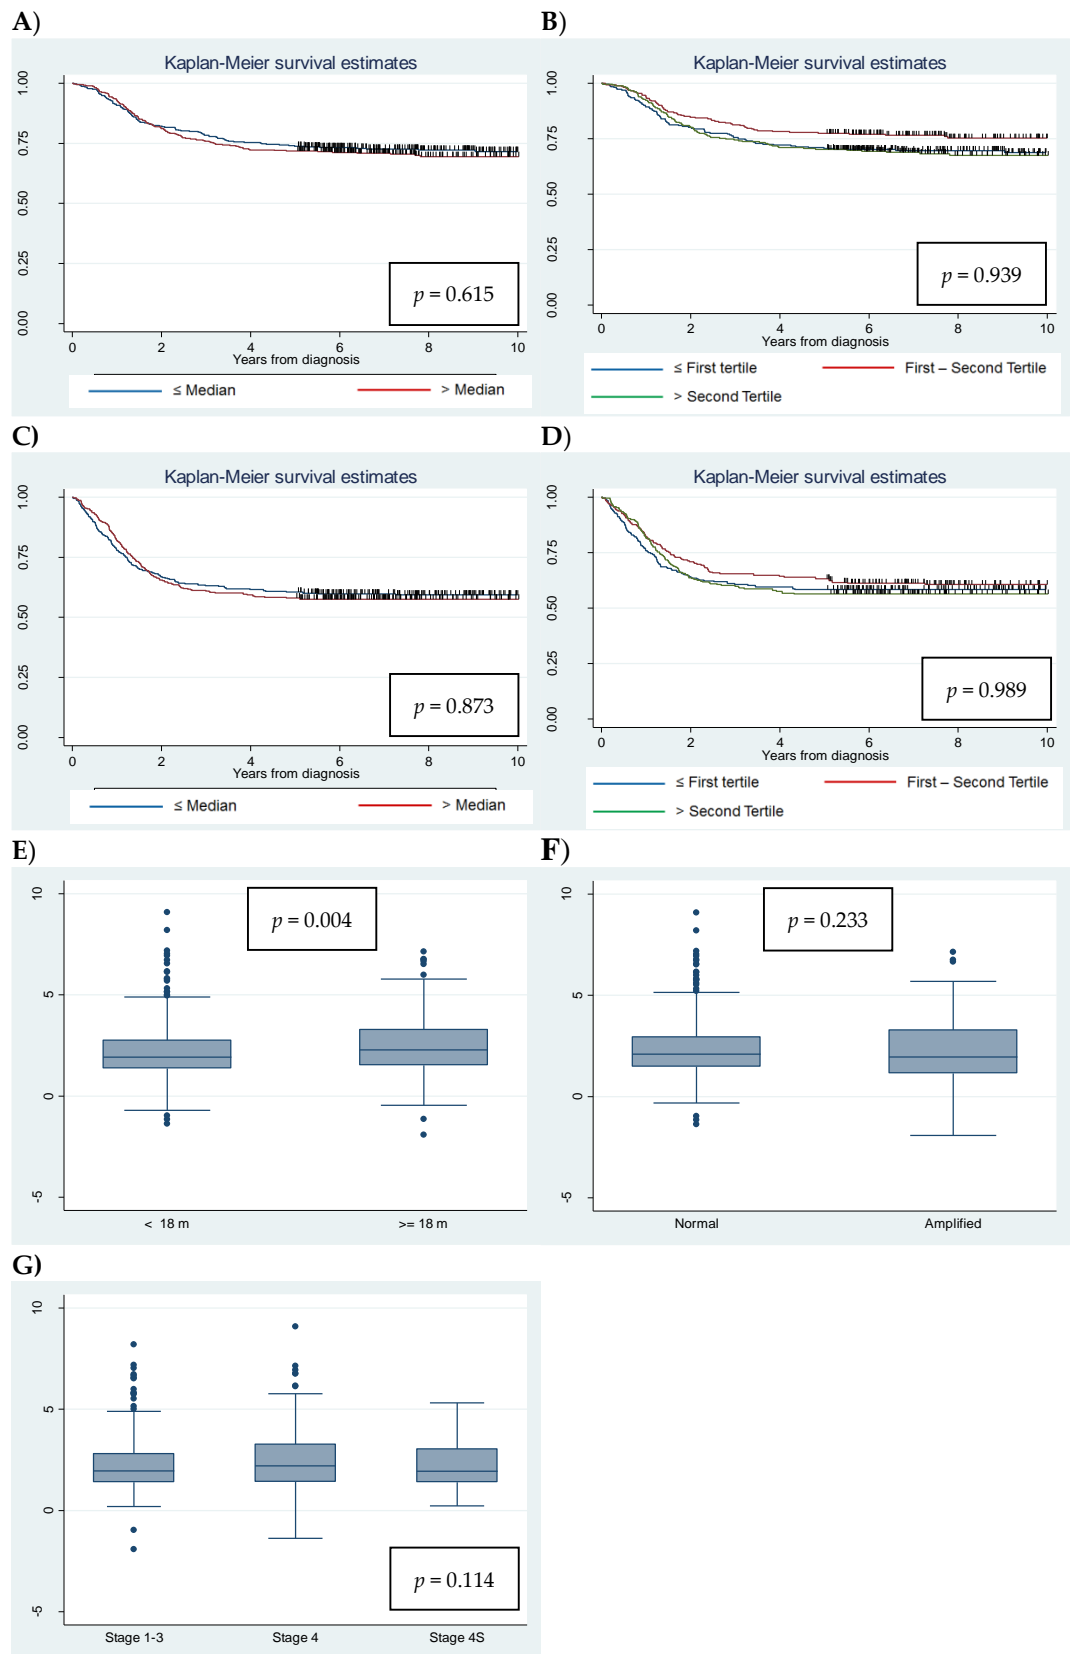 A)
Kaplan-Meier survival estimates
1.00
0.75
0.50
0.25
0.00
p = 0.615
0 2 4 6 8 10
Years from diagnosis
≤ Median > Median
B)
Kaplan-Meier survival estimates
1.00
0.75
0.50
0.25
0.00
p = 0.939
0 2 4 6 8 10
Years from diagnosis
≤ First tertile First – Second Tertile
> Second Tertile
C)
Kaplan-Meier survival estimates
1.00
0.75
0.50
0.25
0.00
p = 0.873
0 2 4 6 8 10
Years from diagnosis
≤ Median > Median
D)
Kaplan-Meier survival estimates
1.00
0.75
0.50
0.25
0.00
p = 0.989
0 2 4 6 8 10
Years from diagnosis
≤ First tertile First – Second Tertile
> Second Tertile
E)
10
5
0
-5
p = 0.004
< 18 m >= 18 m
F)
10
5
0
-5
p = 0.233
Normal Amplified
G)
10
5
0
-5
p = 0.114
Stage 1-3 Stage 4 Stage 4S